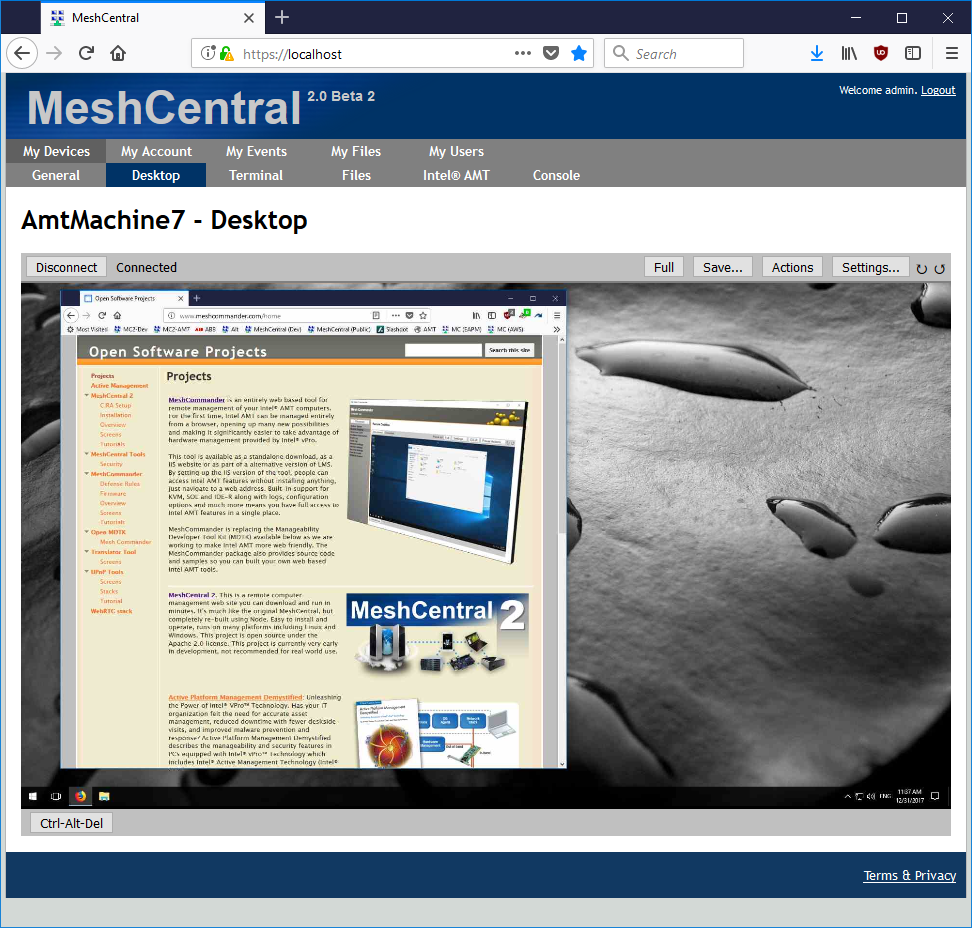 MeshCentral
https://localhost
Search
MeshCentral 2.0 Beta 2
Welcome admin. Logout
My Devices My Account My Events My Files My Users
General Desktop Terminal Files Intel® AMT Console
AmtMachine7 - Desktop
Disconnect Connected Full Save... Actions Settings...
Open Software Projects
www.meshcommander.com/home
Most Visited MC2-Dev MC2-AMT ABB Alt MeshCentral (Dev) MeshCentral (Public) Slashdot AMT MC (SAPM) MC (AWS)
Open Software Projects Search this site
Projects
Active Management
MeshCentral 2
CIRA Setup
Installation
Overview
Screens
Tutorials
MeshCentral Tools
Security
MeshCommander
Defense Rules
Firmware
Overview
Screens
Tutorials
Open MDTK
Mesh Commander
Translator Tool
Screens
UPnP Tools
Screens
Stacks
Tutorial
WebRTC stack
Projects
MeshCommander is an entirely web based tool for
remote management of your Intel® AMT computers.
For the first time, Intel AMT can be managed entirely
from a browser, opening up many new possibilities
and making it significantly easier to take advantage of
hardware management provided by Intel® vPro.
This tool is available as a standalone download, as a
IIS website or as part of a alternative version of LMS.
By setting up the IIS version of the tool, people can
access Intel AMT features without installing anything,
just navigate to a web address. Built-in support for
KVM, SOL and IDE-R along with logs, configuration
options and much more means you have full access to
Intel AMT features in a single place.
MeshCommander is replacing the Manageability
Developer Tool Kit (MDTK) available below as we are
working to make Intel AMT more web friendly. The
MeshCommander package also provides source code
and samples so you can built your own web based
Intel AMT tools.
MeshCentral 2. This is a remote computer
management web site you can download and run in
minutes. It's much like the original MeshCentral, but
completely re-built using Node. Easy to install and
operate, runs on many platforms including Linux and
Windows. This project is open source under the
Apache 2.0 license. This project is currently very early
in development, not recommended for real world use.
MeshCentral 2
Active Platform Management Demystified: Unleashing
the Power of Intel® VPro™ Technology. Has your IT
organization felt the need for accurate asset
management, reduced downtime with fewer deskside
visits, and improved malware prevention and
response? Active Platform Management Demystified
describes the manageability and security features in
PCs equipped with Intel® vPro™ Technology which
includes Intel® Active Management Technology (Intel®
ENG 11:37 AM
12/31/2017
Ctrl-Alt-Del
Terms & Privacy